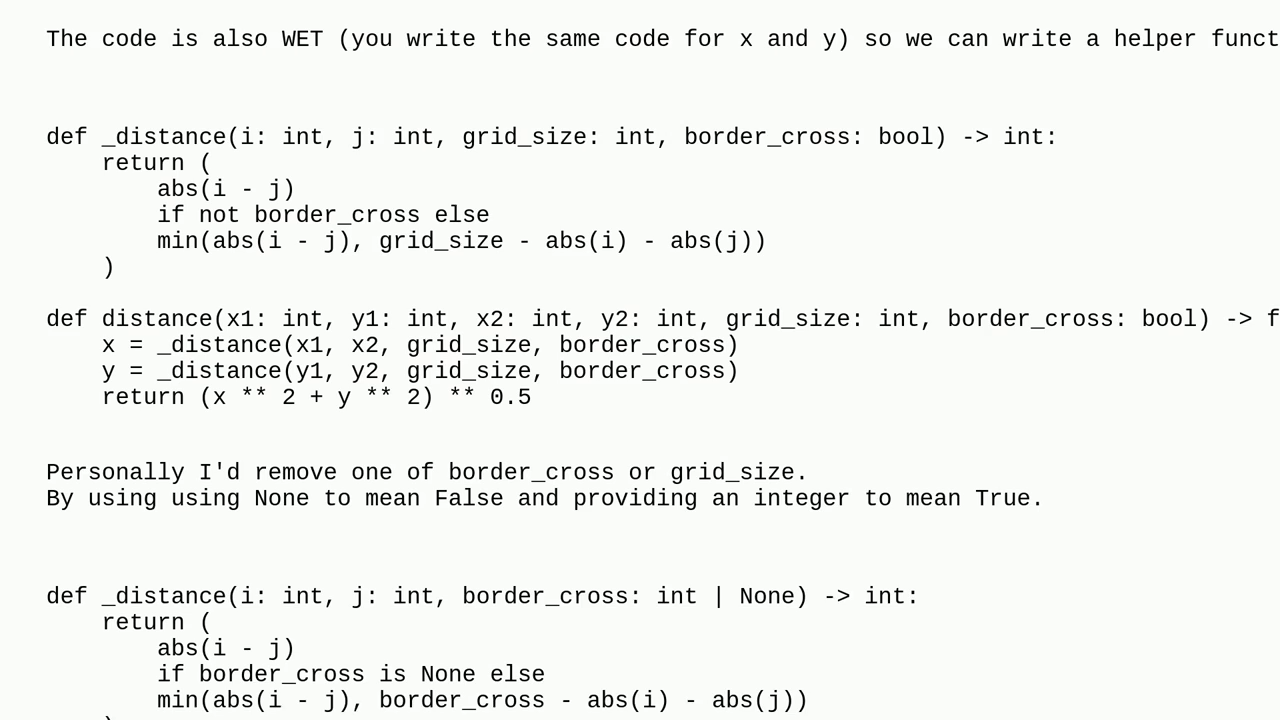 The code is also WET (you write the same code for x and y) so we can write a helper funct
def _distance(i: int, j: int, grid_size: int, border_cross: bool) -> int:
    return (
        abs(i - j)
        if not border_cross else
        min(abs(i - j), grid_size - abs(i) - abs(j))
    )
def distance(x1: int, y1: int, x2: int, y2: int, grid_size: int, border_cross: bool) -> f
    x = _distance(x1, x2, grid_size, border_cross)
    y = _distance(y1, y2, grid_size, border_cross)
    return (x ** 2 + y ** 2) ** 0.5
Personally I'd remove one of border_cross or grid_size.
By using using None to mean False and providing an integer to mean True.
def _distance(i: int, j: int, border_cross: int | None) -> int:
    return (
        abs(i - j)
        if border_cross is None else
        min(abs(i - j), border_cross - abs(i) - abs(j))
    )